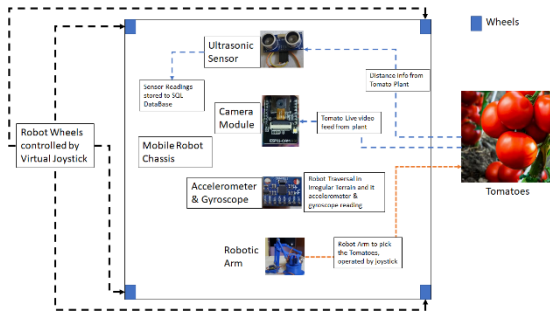 Wheels
Ultrasonic
Sensor
Distance info from
Tomato Plant
Sensor Readings
stored to SQL
DataBase
Camera
Module
Tomato Live video
feed from plant
Robot Wheels
controlled by
Virtual Joystick
Mobile Robot
Chassis
Tomatoes
Accelerometer
& Gyroscope
Robot Traversal in
Irregular Terrain and it
accelerometer &
gyroscope reading
Robotic
Arm
Robot Arm to pick
the Tomatoes,
operated by joystick